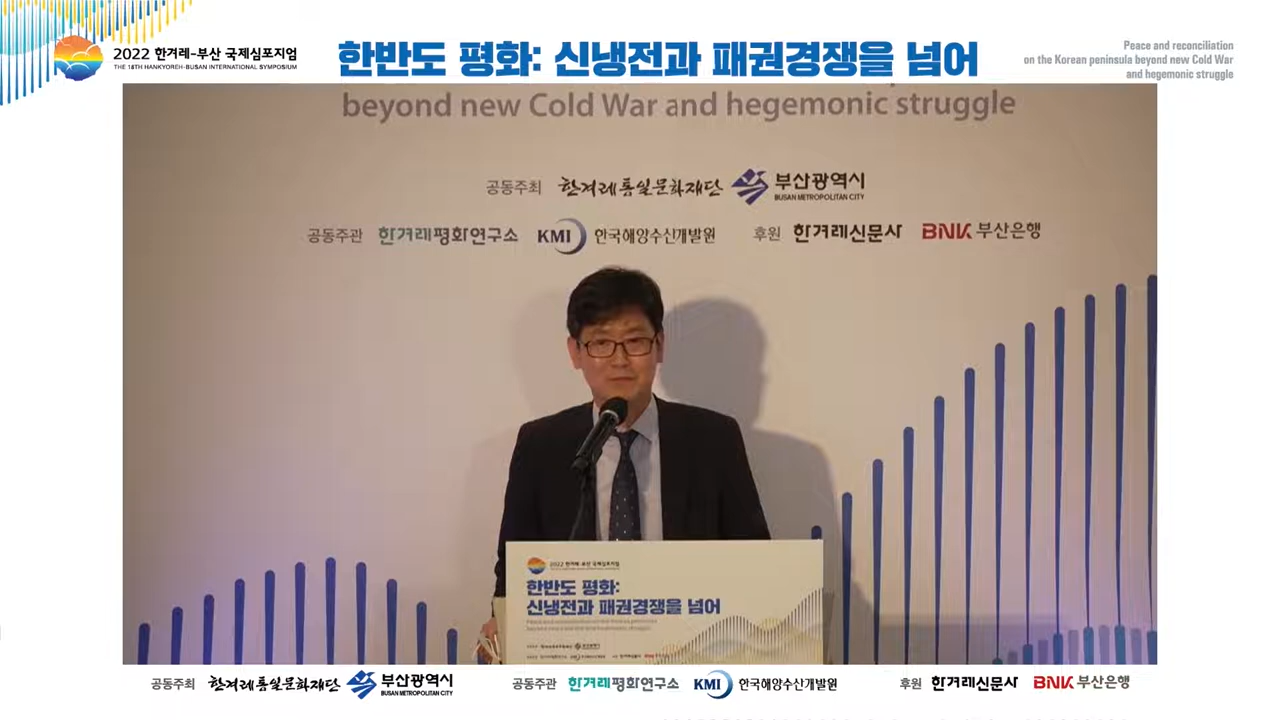 2022 한겨레-부산 국제심포지엄
THE 18TH HANKYOREH-BUSAN INTERNATIONAL SYMPOSIUM
한반도 평화: 신냉전과 패권경쟁을 넘어
Peace and reconciliation
on the Korean peninsula beyond new Cold War
and hegemonic struggle
beyond new Cold War and hegemonic struggle
공동주최 한겨레통일문화재단 부산광역시
BUSAN METROPOLITAN CITY
공동주관 한겨레평화연구소 KMI 한국해양수산개발원 후원 한겨레신문사 BNK 부산은행
2022 한겨레-부산 국제심포지엄
한반도 평화:
신냉전과 패권경쟁을 넘어
공동주최 한겨레통일문화재단 부산광역시 공동주관 한겨레평화연구소 KMI 한국해양수산개발원 후원 한겨레신문사 BNK 부산은행
BUSAN METROPOLITAN CITY